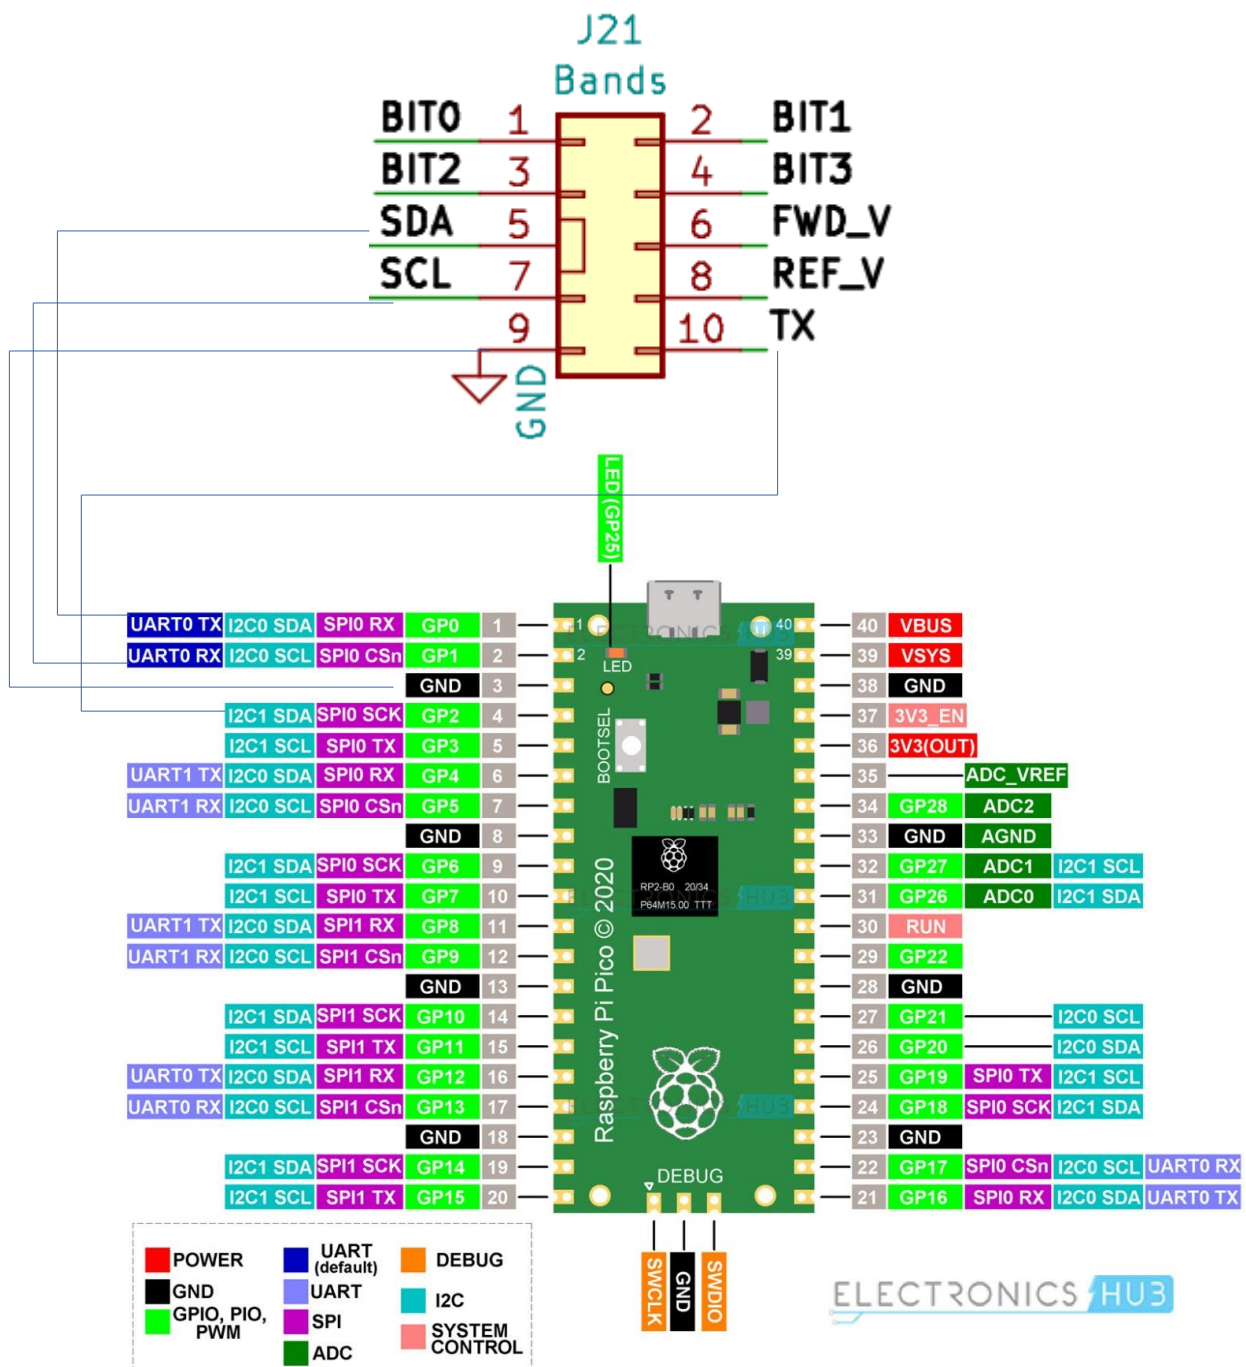 J21
Bands
BIT0 1 2 BIT1
BIT2 3 4 BIT3
SDA 5 6 FWD_V
SCL 7 8 REF_V
9 10 TX
GND
LED (GP25)
UART0 TX I2C0 SDA SPI0 RX GP0 1 1 40 40 VBUS
UART0 RX I2C0 SCL SPI0 CSn GP1 2 2 39 39 VSYS
LED
GND 3 38 GND
I2C1 SDA SPI0 SCK GP2 4 37 3V3_EN
BOOTSEL
I2C1 SCL SPI0 TX GP3 5 36 3V3(OUT)
UART1 TX I2C0 SDA SPI0 RX GP4 6 35 ADC_VREF
UART1 RX I2C0 SCL SPI0 CSn GP5 7 34 GP28 ADC2
GND 8 33 GND AGND
I2C1 SDA SPI0 SCK GP6 9 32 GP27 ADC1 I2C1 SCL
RP2-B0 20/34
I2C1 SCL SPI0 TX GP7 10 31 GP26 ADC0 I2C1 SDA
P64M15.00 TTT
UART1 TX I2C0 SDA SPI1 RX GP8 11 30 RUN
UART1 RX I2C0 SCL SPI1 CSn GP9 12 29 GP22
GND 13 28 GND
I2C1 SDA SPI1 SCK GP10 14 27 GP21 I2C0 SCL
I2C1 SCL SPI1 TX GP11 15 26 GP20 I2C0 SDA
UART0 TX I2C0 SDA SPI1 RX GP12 16 25 GP19 SPI0 TX I2C1 SCL
UART0 RX I2C0 SCL SPI1 CSn GP13 17 24 GP18 SPI0 SCK I2C1 SDA
GND 18 23 GND
I2C1 SDA SPI1 SCK GP14 19 22 GP17 SPI0 CSn I2C0 SCL UART0 RX
I2C1 SCL SPI1 TX GP15 20 21 GP16 SPI0 RX I2C0 SDA UART0 TX
Raspberry Pi Pico © 2020
DEBUG
SWCLK
GND
SWDIO
POWER
GND
GPIO, PIO,
PWM
UART
(default)
UART
SPI
ADC
DEBUG
I2C
SYSTEM
CONTROL
ELECTRONICS HUB